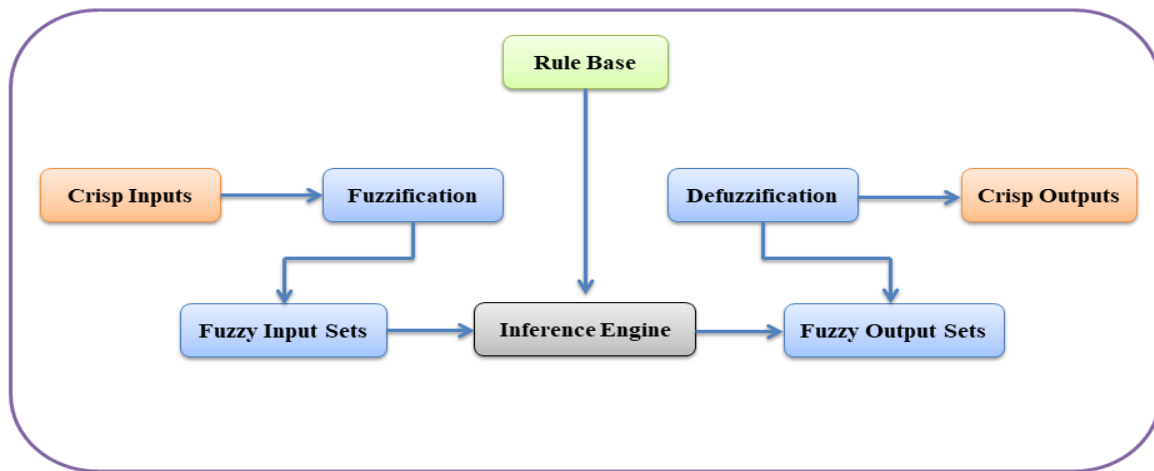 Rule Base
Crisp Inputs
Fuzzification
Defuzzification
Crisp Outputs
Fuzzy Input Sets
Inference Engine
Fuzzy Output Sets